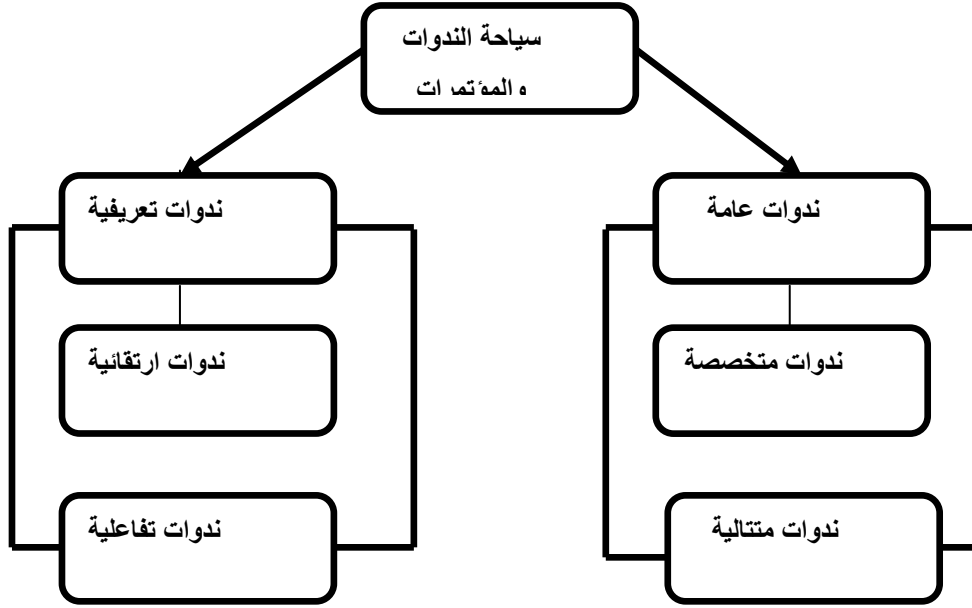 سياحة الندوات
والمؤتمرات
ندوات عامة
ندوات تعريفية
ندوات متخصصة
ندوات ارتقائية
ندوات متتالية
ندوات تفاعلية